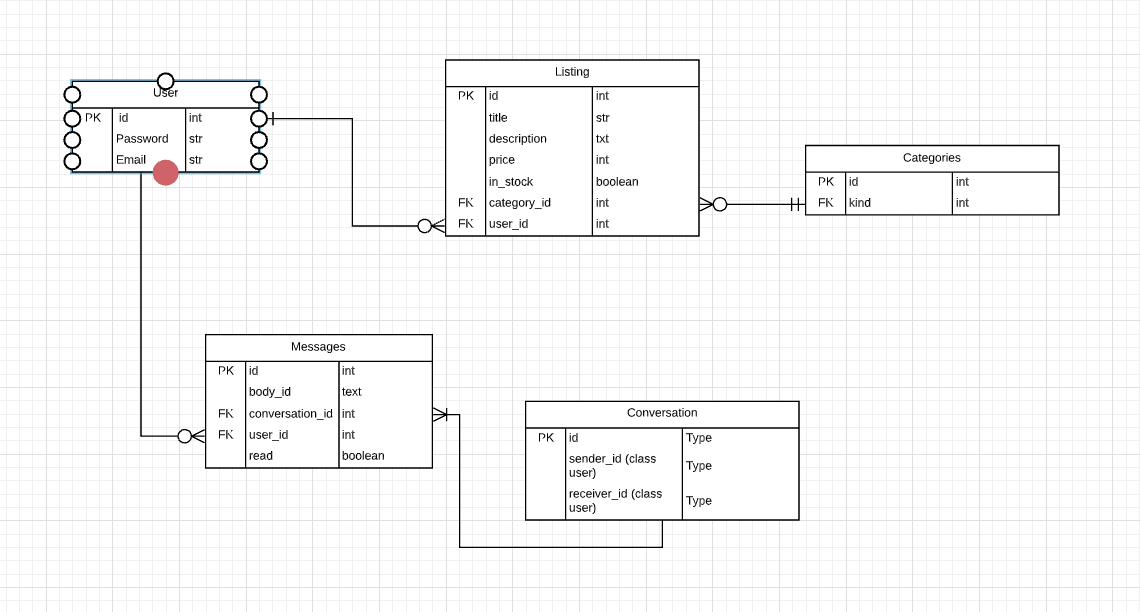 User
PK id int
Password str
Email str
Listing
PK id int
title str
description txt
price int
in_stock boolean
FK category_id int
FK user_id int
Categories
PK id int
FK kind int
Messages
PK id int
body_id text
FK conversation_id int
FK user_id int
read boolean
Conversation
PK id Type
sender_id (class
user) Type
receiver_id (class
user) Type